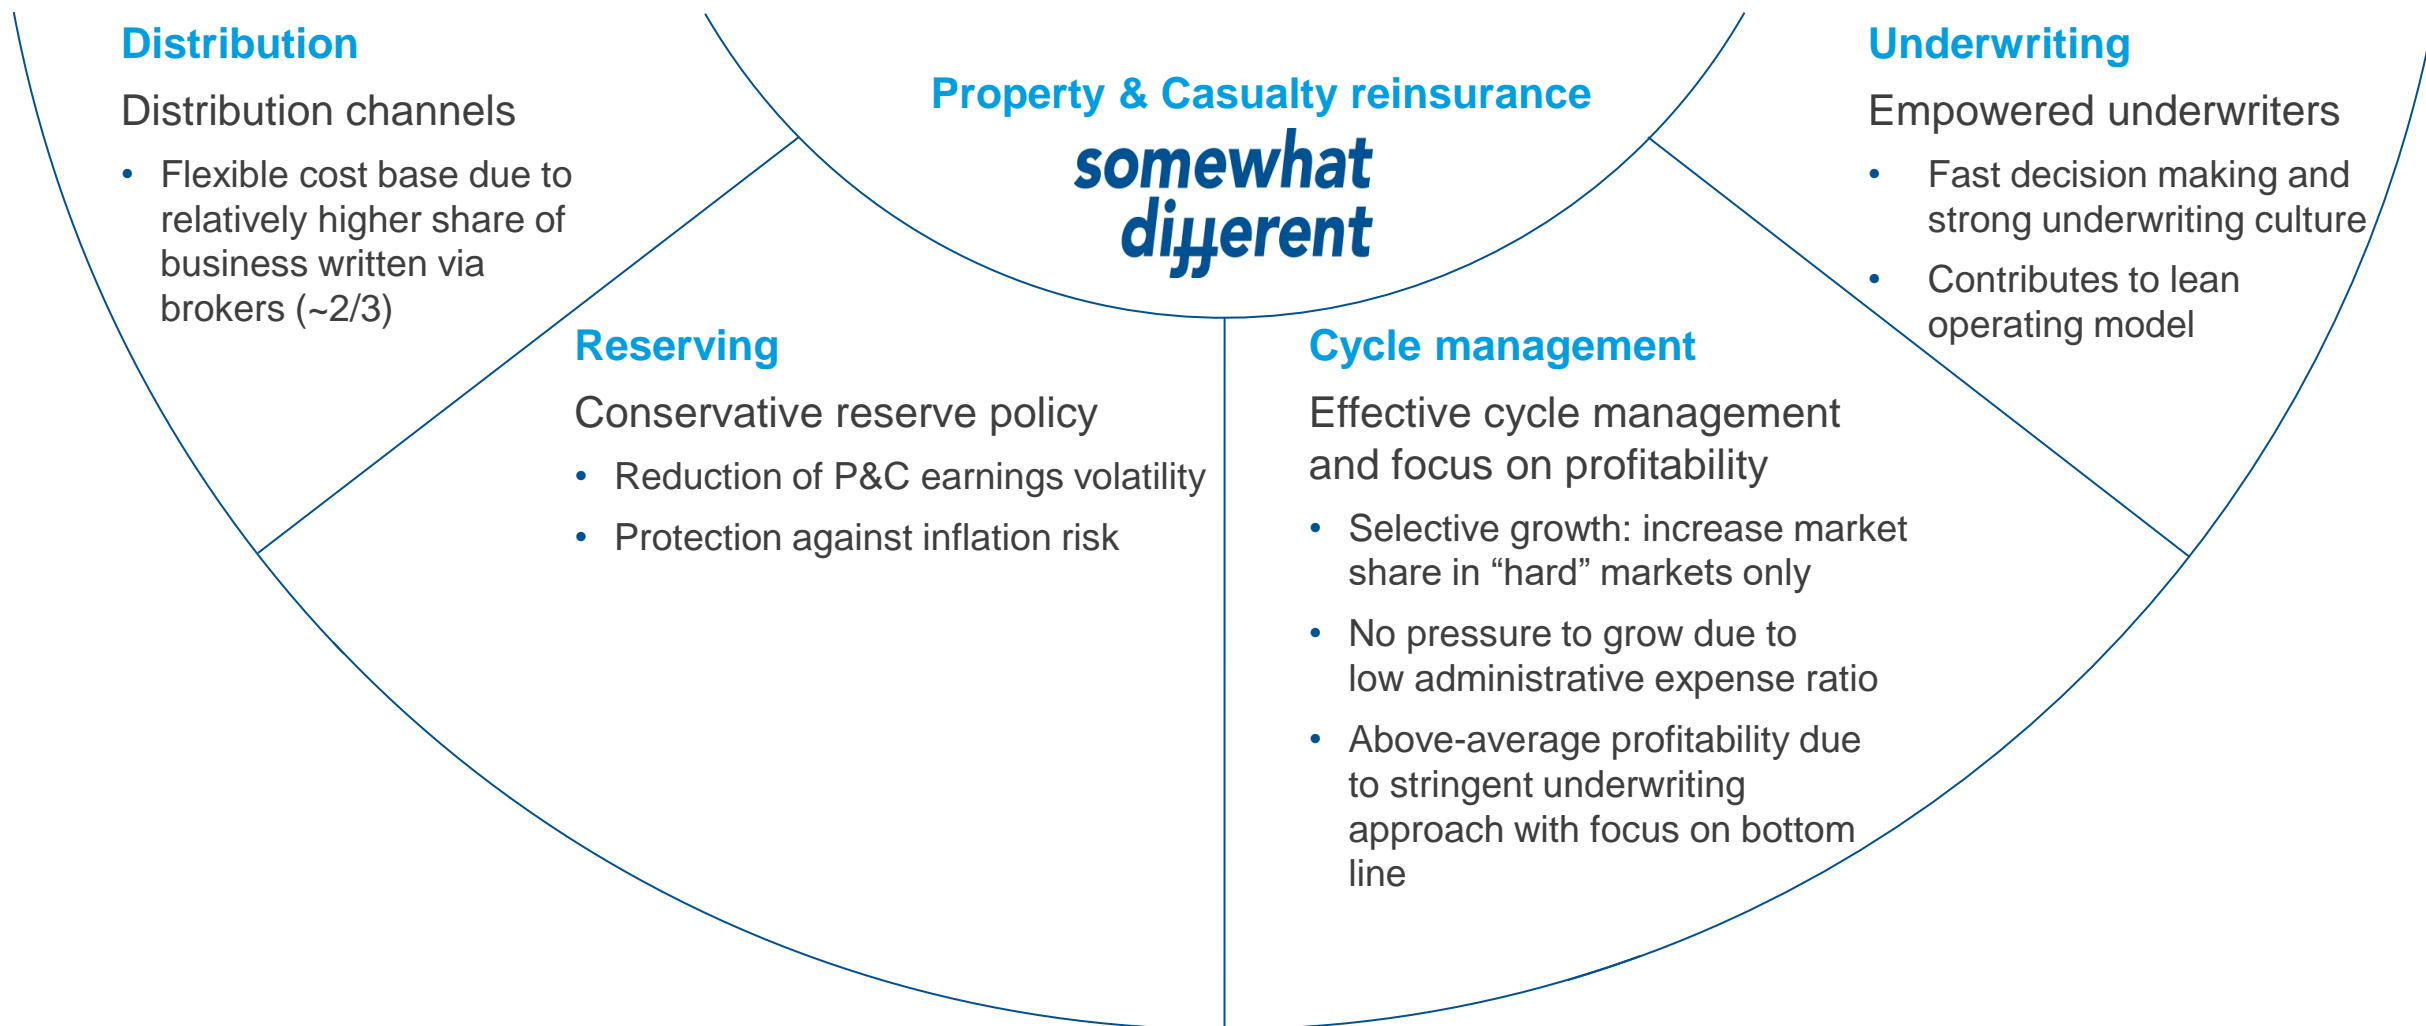 Distribution
Distribution channels
• Flexible cost base due to
relatively higher share of
business written via
brokers (~2/3)
Property & Casualty reinsurance
somewhat
different
Underwriting
Empowered underwriters
• Fast decision making and
strong underwriting culture
• Contributes to lean
operating model
Reserving
Conservative reserve policy
• Reduction of P&C earnings volatility
• Protection against inflation risk
Cycle management
Effective cycle management
and focus on profitability
• Selective growth: increase market
share in “hard” markets only
• No pressure to grow due to
low administrative expense ratio
• Above-average profitability due
to stringent underwriting
approach with focus on bottom
line